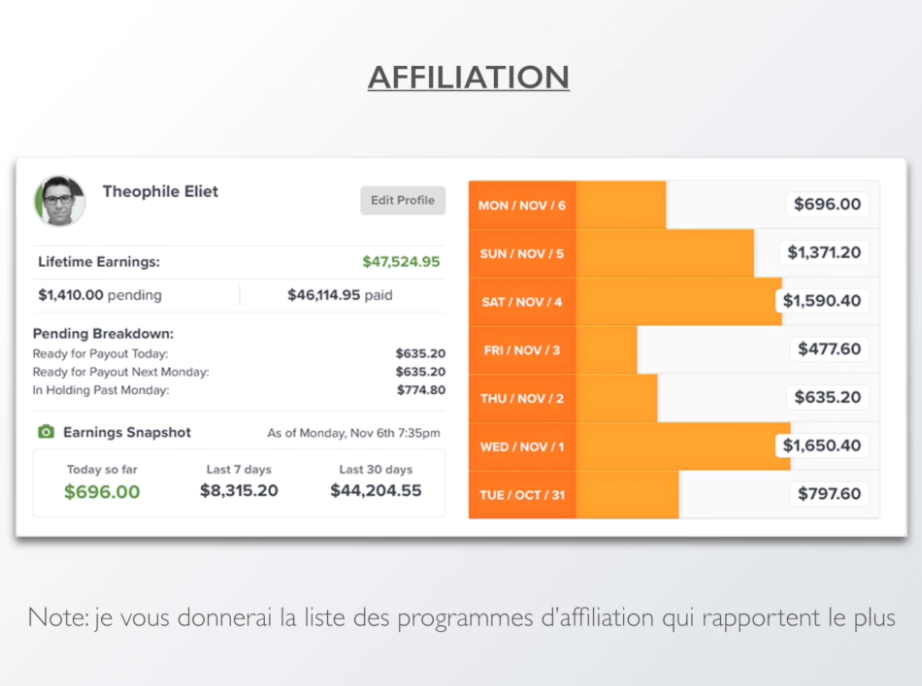 AFFILIATION
Theophile Eliet
Edit Profile
Lifetime Earnings: $47,524.95
$1,410.00 pending $46,114.95 paid
Pending Breakdown:
Ready for Payout Today: $635.20
Ready for Payout Next Monday: $635.20
In Holding Past Monday: $774.80
Earnings Snapshot As of Monday, Nov 6th 7:35pm
Today so far Last 7 days Last 30 days
$696.00 $8,315.20 $44,204.55
MON / NOV / 6 $696.00
SUN / NOV / 5 $1,371.20
SAT / NOV / 4 $1,590.40
FRI / NOV / 3 $477.60
THU / NOV / 2 $635.20
WED / NOV / 1 $1,650.40
TUE / OCT / 31 $797.60
Note: je vous donnerai la liste des programmes d’affiliation qui rapportent le plus